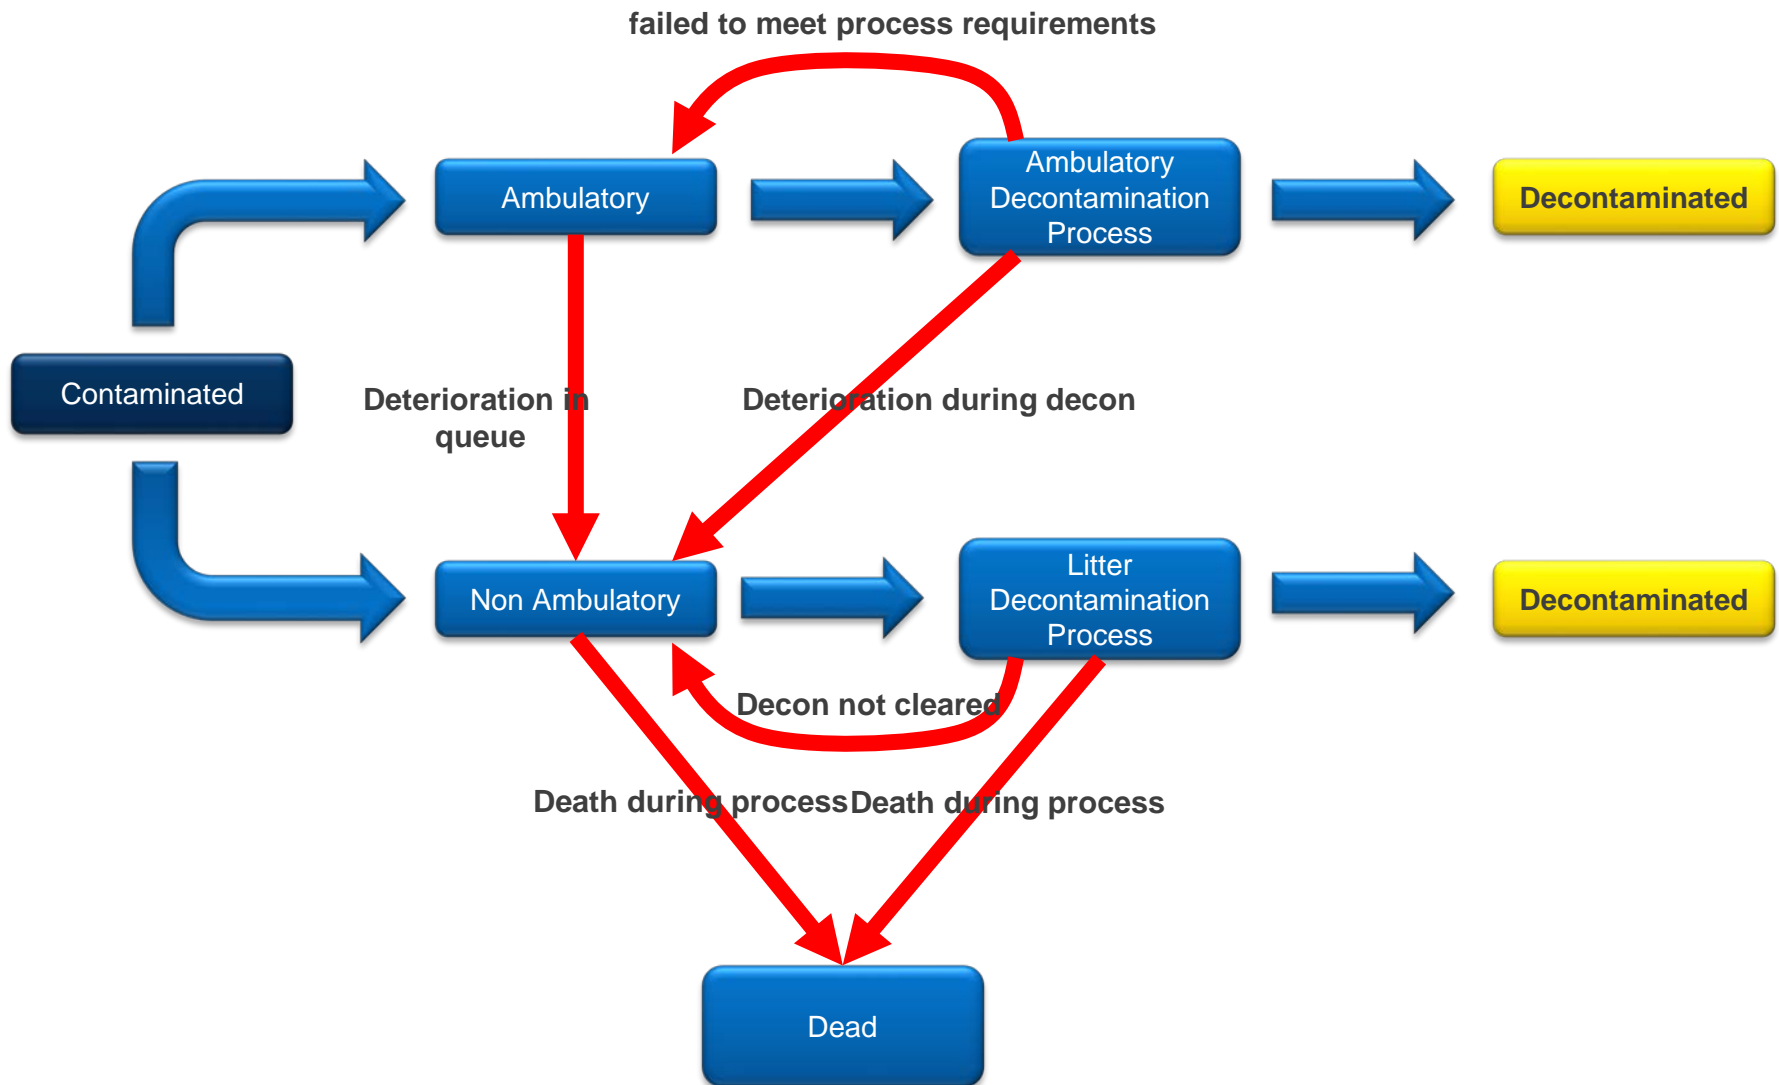 failed to meet process requirements
Ambulatory
Ambulatory
Decontamination
Process
Decontaminated
Contaminated
Deterioration in
queue
Deterioration during decon
Non Ambulatory
Litter
Decontamination
Process
Decontaminated
Decon not cleared
Death during process
Death during process
Dead